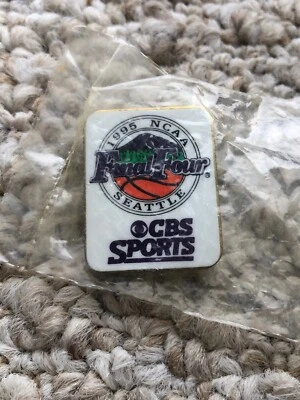 1995 NCAA
Final Four®
SEATTLE
CBS
SPORTS